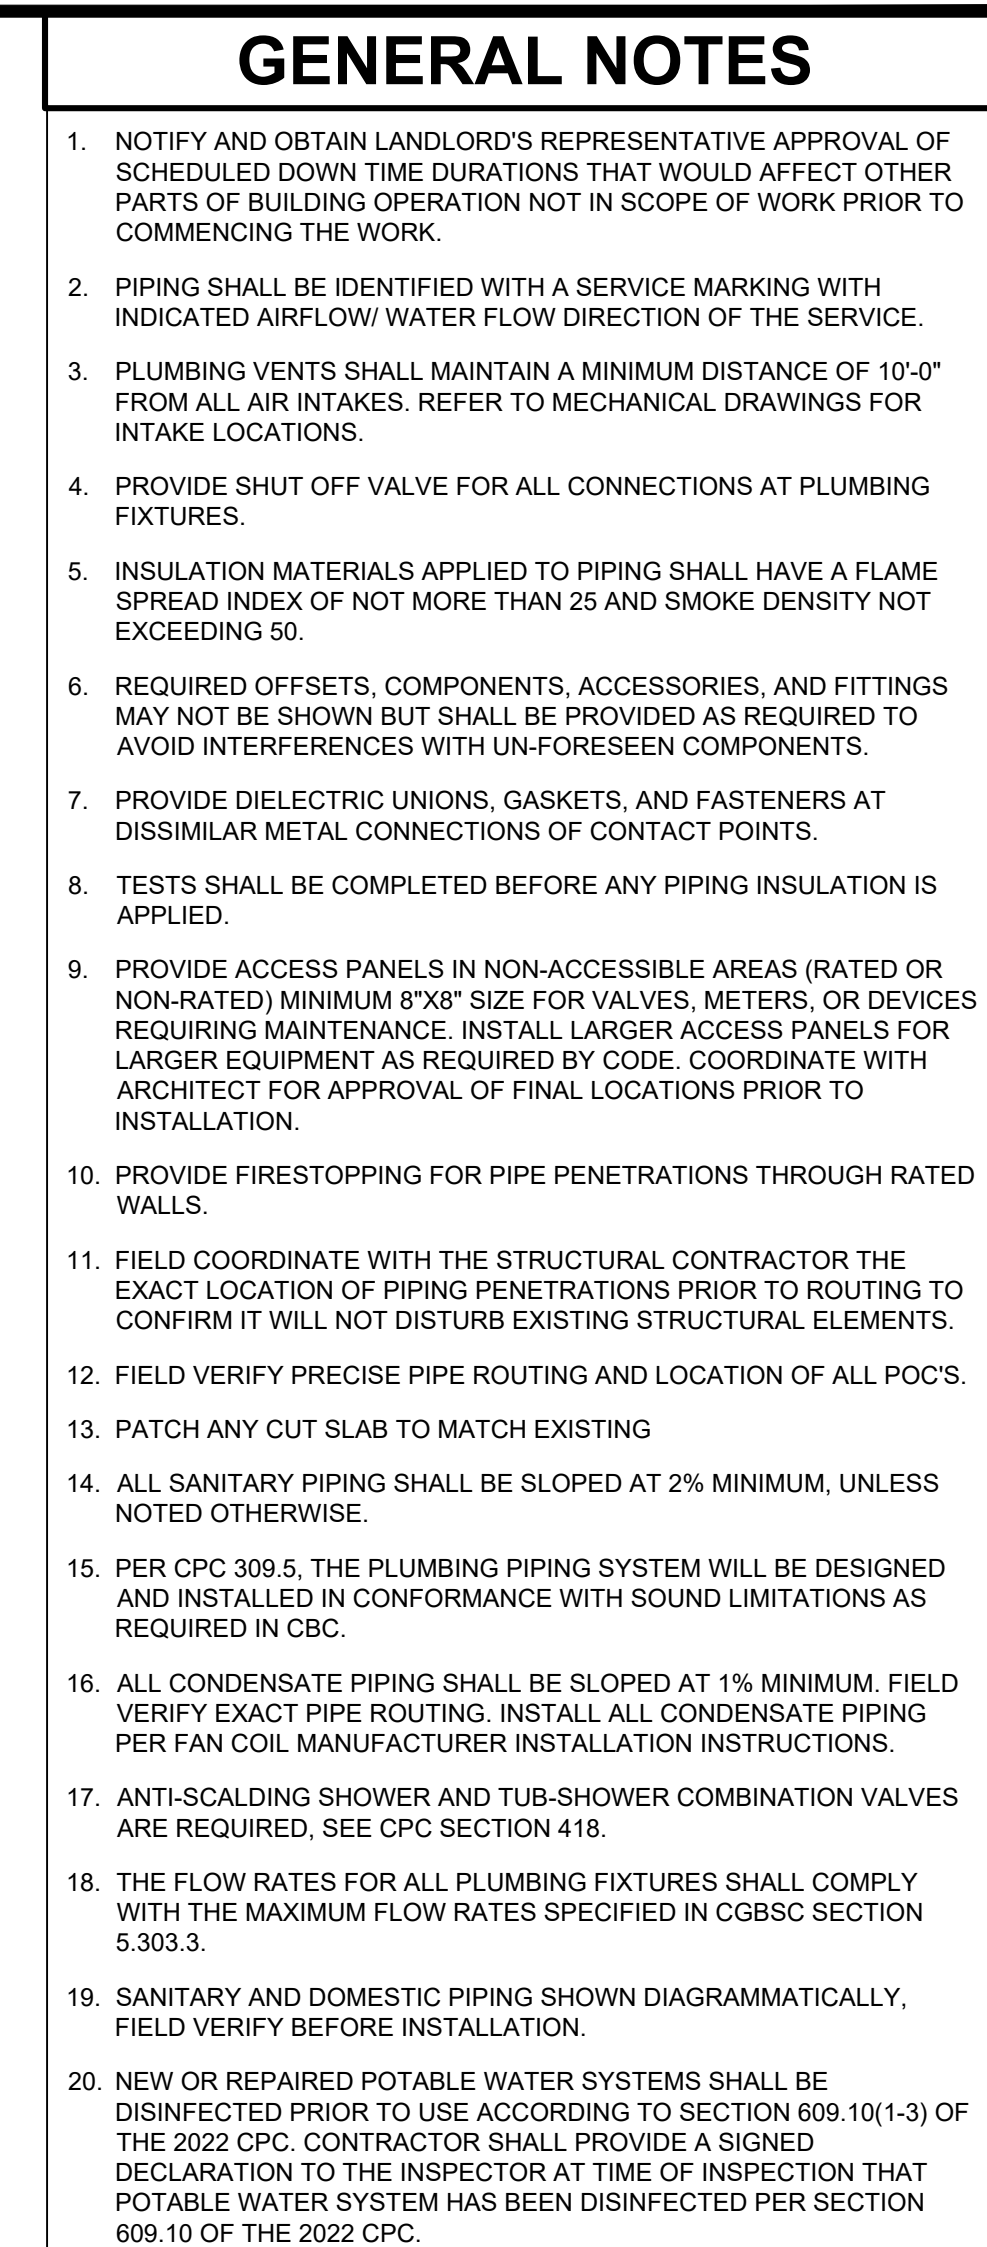 GENERAL NOTES
1. NOTIFY AND OBTAIN LANDLORD'S REPRESENTATIVE APPROVAL OF
SCHEDULED DOWN TIME DURATIONS THAT WOULD AFFECT OTHER
PARTS OF BUILDING OPERATION NOT IN SCOPE OF WORK PRIOR TO
COMMENCING THE WORK.
2. PIPING SHALL BE IDENTIFIED WITH A SERVICE MARKING WITH
INDICATED AIRFLOW/ WATER FLOW DIRECTION OF THE SERVICE.
3. PLUMBING VENTS SHALL MAINTAIN A MINIMUM DISTANCE OF 10'-0"
FROM ALL AIR INTAKES. REFER TO MECHANICAL DRAWINGS FOR
INTAKE LOCATIONS.
4. PROVIDE SHUT OFF VALVE FOR ALL CONNECTIONS AT PLUMBING
FIXTURES.
5. INSULATION MATERIALS APPLIED TO PIPING SHALL HAVE A FLAME
SPREAD INDEX OF NOT MORE THAN 25 AND SMOKE DENSITY NOT
EXCEEDING 50.
6. REQUIRED OFFSETS, COMPONENTS, ACCESSORIES, AND FITTINGS
MAY NOT BE SHOWN BUT SHALL BE PROVIDED AS REQUIRED TO
AVOID INTERFERENCES WITH UN-FORESEEN COMPONENTS.
7. PROVIDE DIELECTRIC UNIONS, GASKETS, AND FASTENERS AT
DISSIMILAR METAL CONNECTIONS OF CONTACT POINTS.
8. TESTS SHALL BE COMPLETED BEFORE ANY PIPING INSULATION IS
APPLIED.
9. PROVIDE ACCESS PANELS IN NON-ACCESSIBLE AREAS (RATED OR
NON-RATED) MINIMUM 8"X8" SIZE FOR VALVES, METERS, OR DEVICES
REQUIRING MAINTENANCE. INSTALL LARGER ACCESS PANELS FOR
LARGER EQUIPMENT AS REQUIRED BY CODE. COORDINATE WITH
ARCHITECT FOR APPROVAL OF FINAL LOCATIONS PRIOR TO
INSTALLATION.
10. PROVIDE FIRESTOPPING FOR PIPE PENETRATIONS THROUGH RATED
WALLS.
11. FIELD COORDINATE WITH THE STRUCTURAL CONTRACTOR THE
EXACT LOCATION OF PIPING PENETRATIONS PRIOR TO ROUTING TO
CONFIRM IT WILL NOT DISTURB EXISTING STRUCTURAL ELEMENTS.
12. FIELD VERIFY PRECISE PIPE ROUTING AND LOCATION OF ALL POC'S.
13. PATCH ANY CUT SLAB TO MATCH EXISTING
14. ALL SANITARY PIPING SHALL BE SLOPED AT 2% MINIMUM, UNLESS
NOTED OTHERWISE.
15. PER CPC 309.5, THE PLUMBING PIPING SYSTEM WILL BE DESIGNED
AND INSTALLED IN CONFORMANCE WITH SOUND LIMITATIONS AS
REQUIRED IN CBC.
16. ALL CONDENSATE PIPING SHALL BE SLOPED AT 1% MINIMUM. FIELD
VERIFY EXACT PIPE ROUTING. INSTALL ALL CONDENSATE PIPING
PER FAN COIL MANUFACTURER INSTALLATION INSTRUCTIONS.
17. ANTI-SCALDING SHOWER AND TUB-SHOWER COMBINATION VALVES
ARE REQUIRED, SEE CPC SECTION 418.
18. THE FLOW RATES FOR ALL PLUMBING FIXTURES SHALL COMPLY
WITH THE MAXIMUM FLOW RATES SPECIFIED IN CGBSC SECTION
5.303.3.
19. SANITARY AND DOMESTIC PIPING SHOWN DIAGRAMMATICALLY,
FIELD VERIFY BEFORE INSTALLATION.
20. NEW OR REPAIRED POTABLE WATER SYSTEMS SHALL BE
DISINFECTED PRIOR TO USE ACCORDING TO SECTION 609.10(1-3) OF
THE 2022 CPC. CONTRACTOR SHALL PROVIDE A SIGNED
DECLARATION TO THE INSPECTOR AT TIME OF INSPECTION THAT
POTABLE WATER SYSTEM HAS BEEN DISINFECTED PER SECTION
609.10 OF THE 2022 CPC.